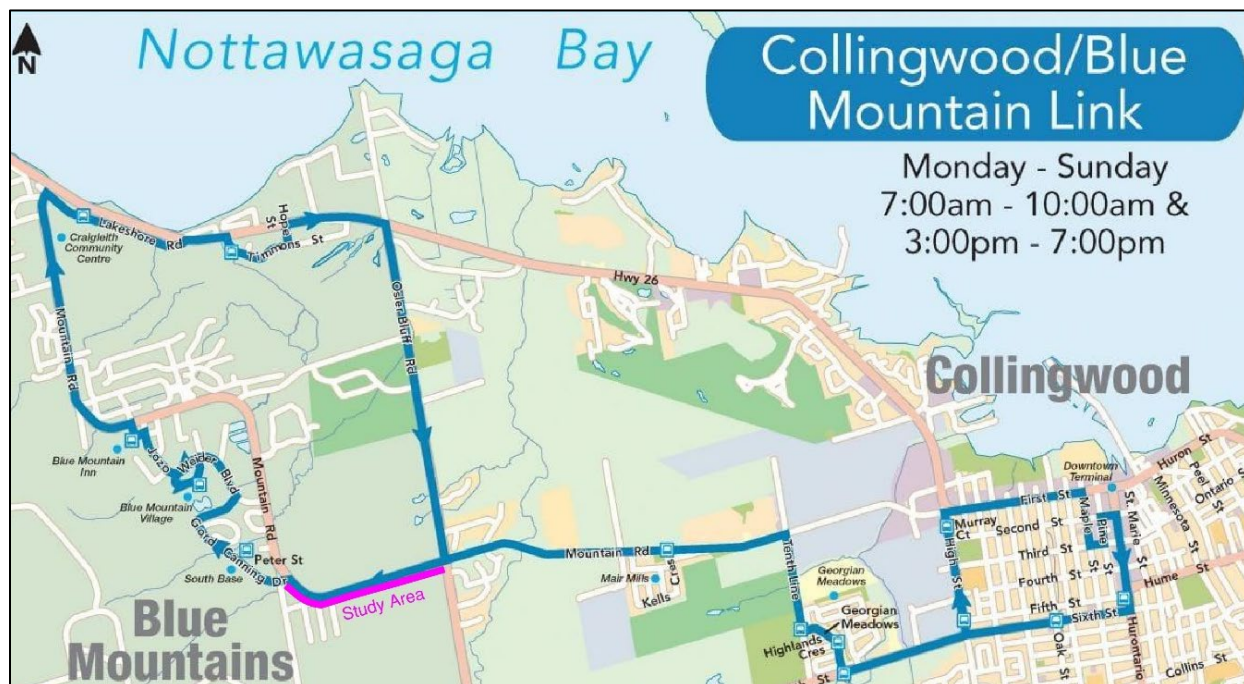 Nottawasaga Bay
N
Collingwood/Blue
Mountain Link
Monday - Sunday
7:00am - 10:00am &
3:00pm - 7:00pm
Hope St
Lakeshore Rd
Timmons St
Craigleith
Community
Centre
Hwy 26
Osler Bluff Rd
Mountain Rd
Collingwood
Blue Mountain
Inn
Jozo
Weider Blvd
Mountain Rd
Blue Mountain
Village
Gord Canning Dr
Peter St
South Base
Study Area
Blue
Mountains
Mountain Rd
Mair Mills
Kells
Cres
Tenth Line
Georgian
Meadows
Georgian
Meadows
Highlands
Cres
St
High St
Downtown
Terminal
Huron St
First St
Murray
Ct
Second St
Maple St
Pine St
St. Marie St
Minnesota St
Peel St
Ontario St
Third St
Fourth St
Hume St
Fifth St
Sixth St
Oak St
Hurontario St
Collins St